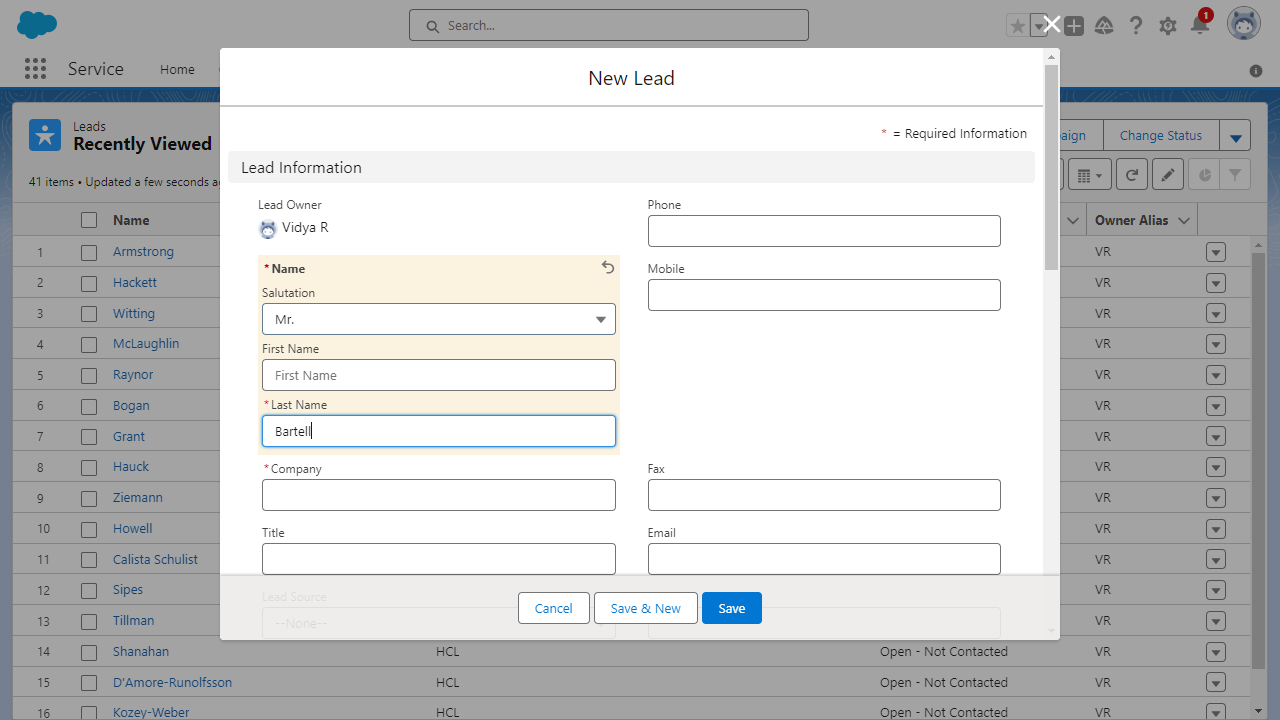 Search...
1
Service
Home
Leads
Recently Viewed
Change Status
41 items • Updated a few seconds
Name
Owner Alias
1 Armstrong VR
2 Hackett VR
3 Witting VR
4 McLaughlin VR
5 Raynor VR
6 Bogan VR
7 Grant VR
8 Hauck VR
9 Ziemann VR
10 Howell VR
11 Calista Schulist VR
12 Sipes VR
13 Tillman VR
14 Shanahan HCL Open - Not Contacted VR
15 D'Amore-Runolfsson HCL Open - Not Contacted VR
16 Kozey-Weber HCL Open - Not Contacted VR
New Lead
* = Required Information
Lead Information
Lead Owner
Vidya R
Phone
*Name
Salutation
Mr.
Mobile
First Name
First Name
*Last Name
Bartell
*Company
Fax
Title
Email
Lead Source
--None--
Cancel
Save & New
Save